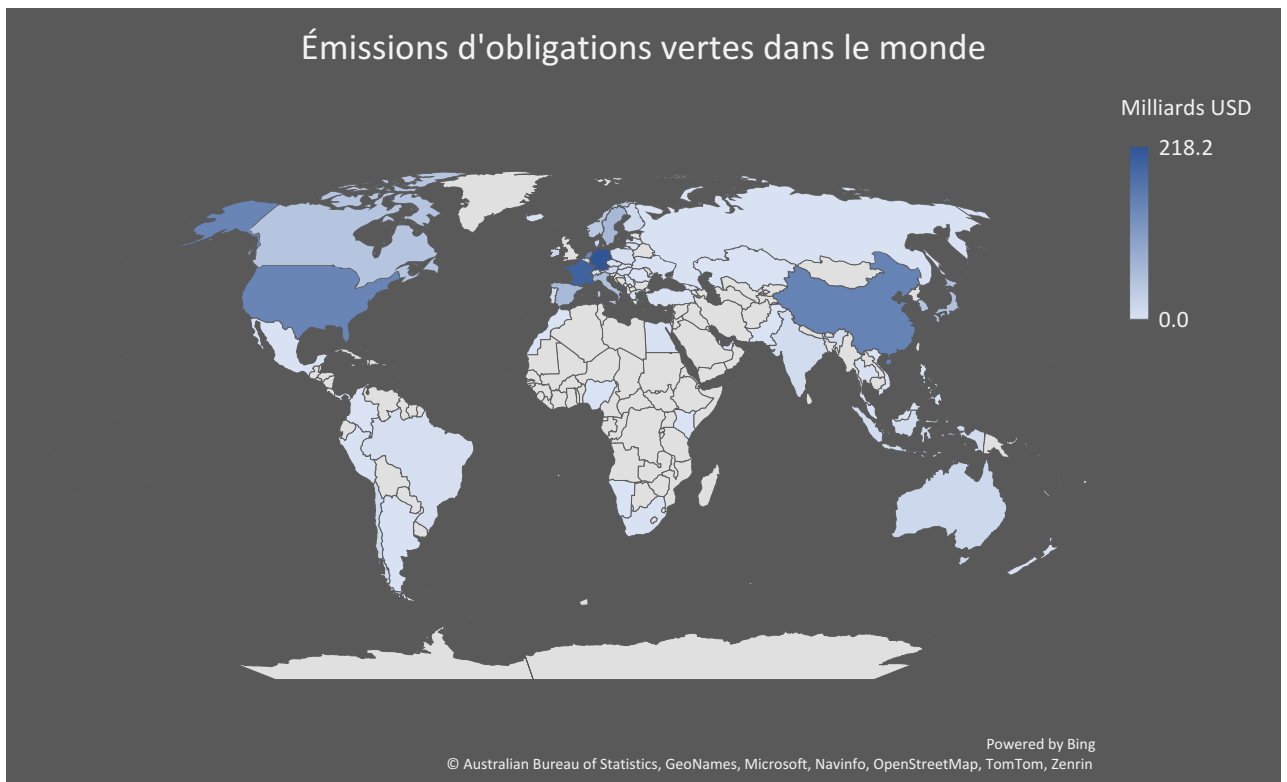 Émissions d'obligations vertes dans le monde
Milliards USD
218.2
0.0
Powered by Bing
© Australian Bureau of Statistics, GeoNames, Microsoft, Navinfo, OpenStreetMap, TomTom, Zenrin